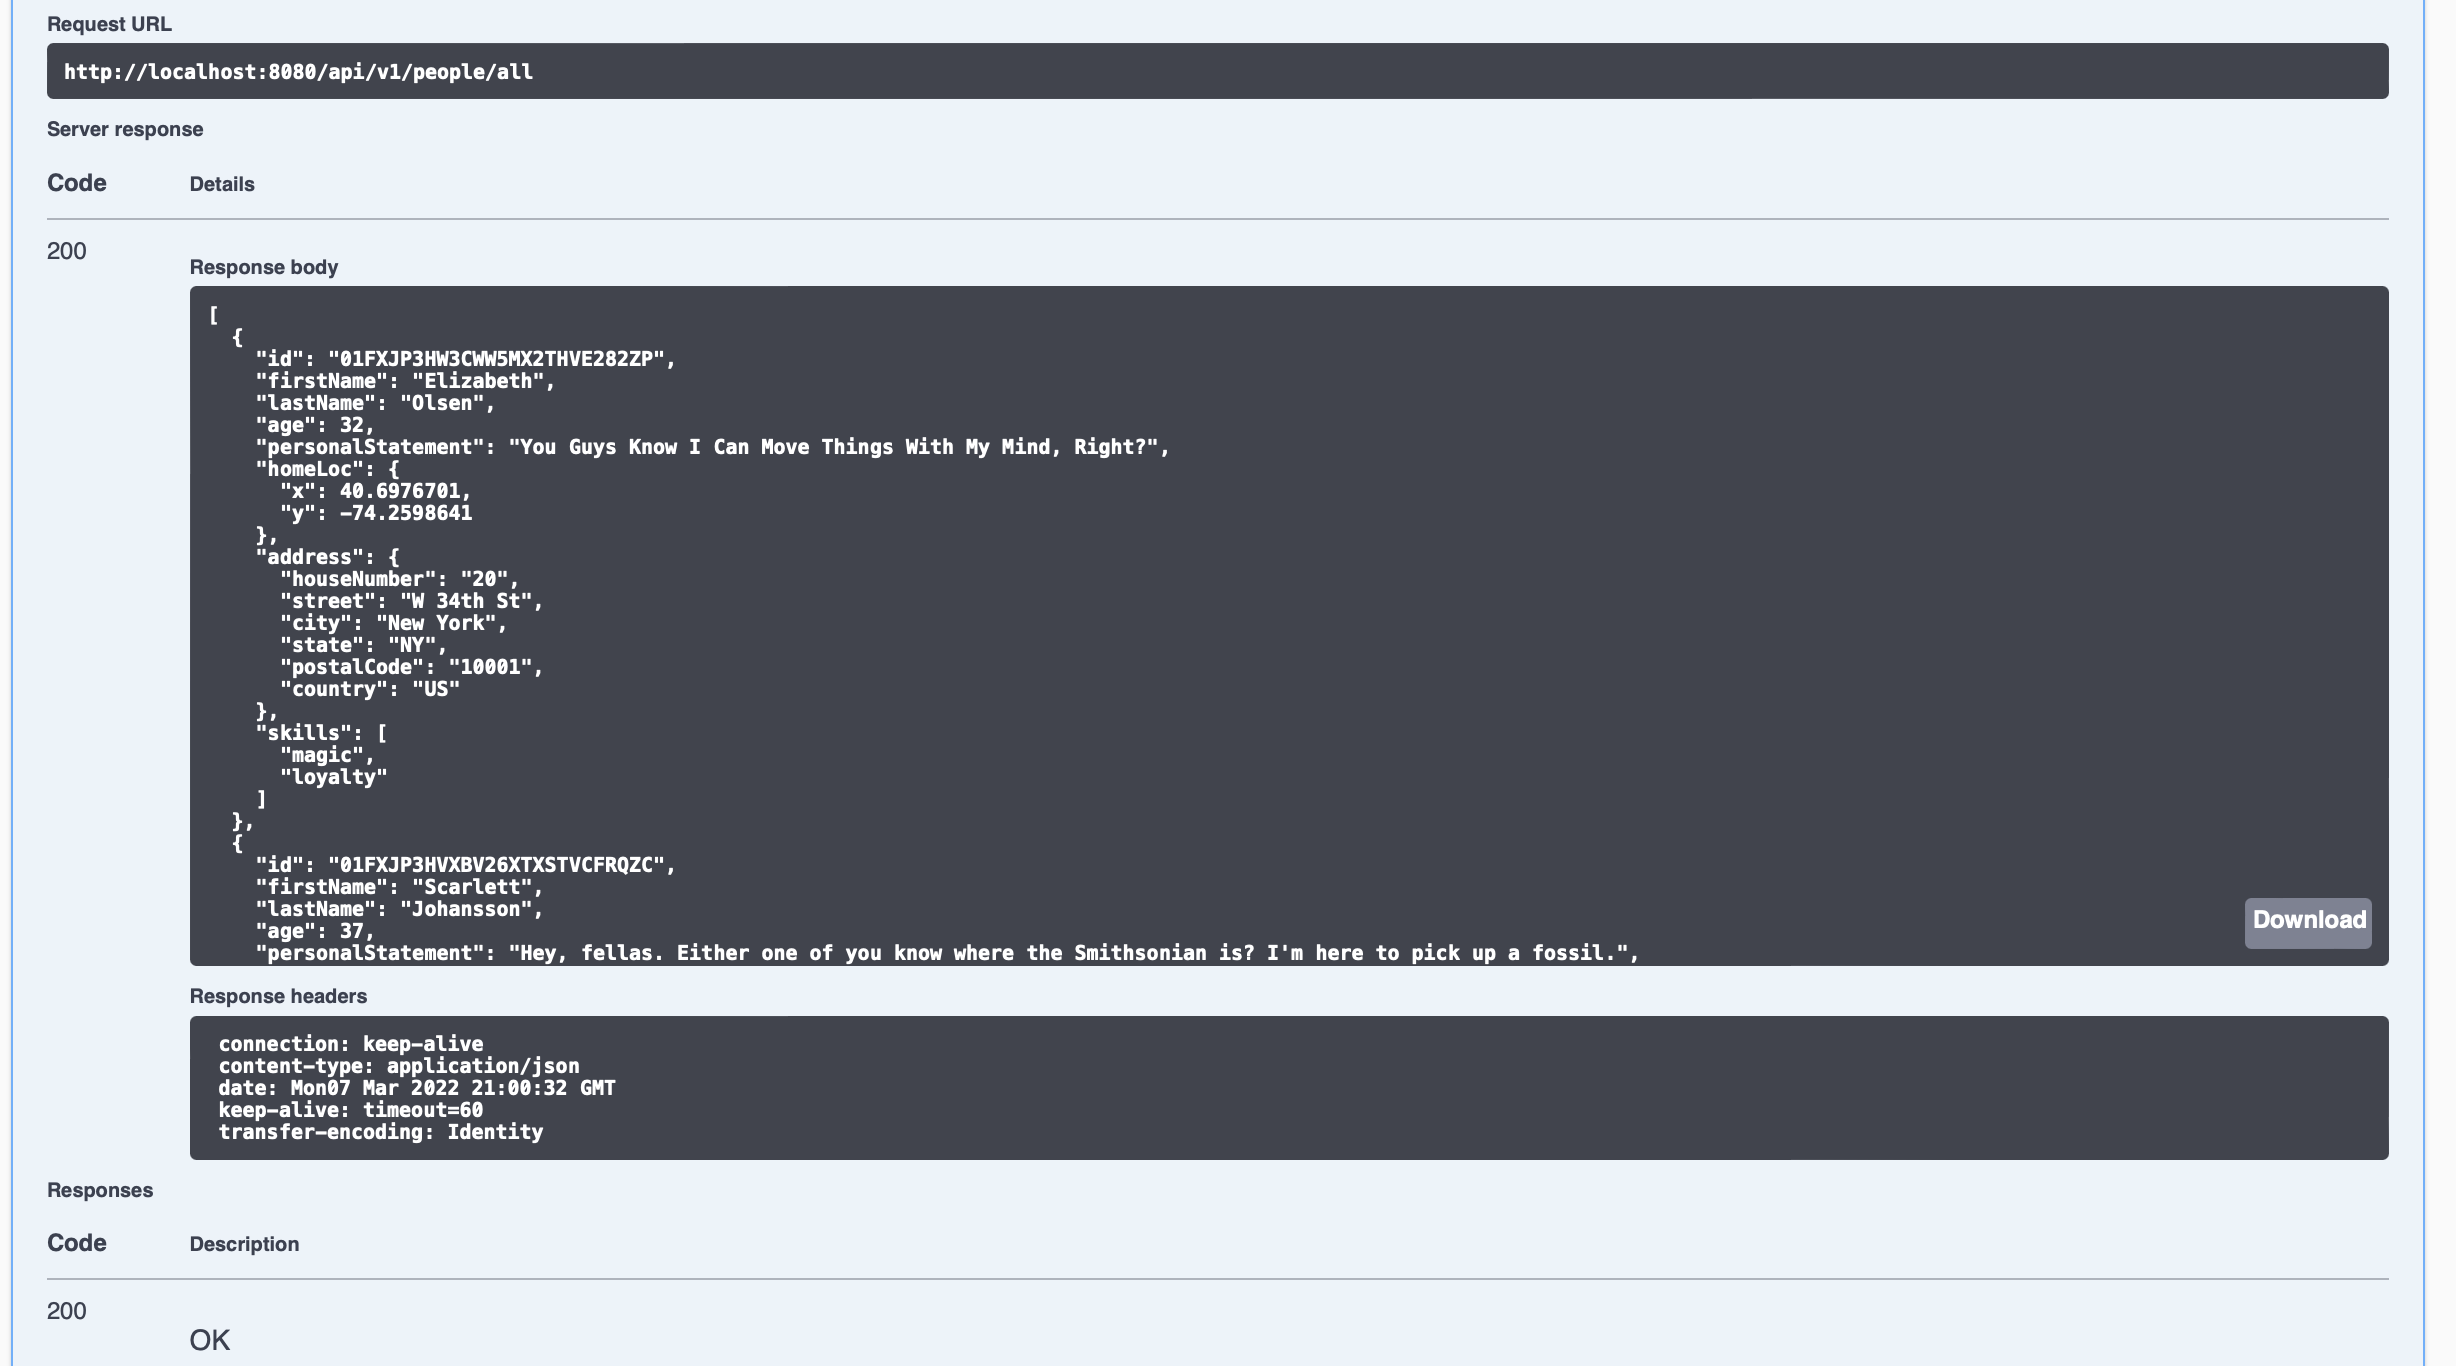 Request URL
http://localhost:8080/api/v1/people/all
Server response
Code Details
200
Response body
[
  {
    "id": "01FXJP3HW3CWW5MX2THVE282ZP",
    "firstName": "Elizabeth",
    "lastName": "Olsen",
    "age": 32,
    "personalStatement": "You Guys Know I Can Move Things With My Mind, Right?",
    "homeLoc": {
      "x": 40.6976701,
      "y": -74.2598641
    },
    "address": {
      "houseNumber": "20",
      "street": "W 34th St",
      "city": "New York",
      "state": "NY",
      "postalCode": "10001",
      "country": "US"
    },
    "skills": [
      "magic",
      "loyalty"
    ]
  },
  {
    "id": "01FXJP3HVXBV26XTXSTVCFRQZC",
    "firstName": "Scarlett",
    "lastName": "Johansson",
    "age": 37,
    "personalStatement": "Hey, fellas. Either one of you know where the Smithsonian is? I'm here to pick up a fossil.",
Download
Response headers
connection: keep-alive
content-type: application/json
date: Mon07 Mar 2022 21:00:32 GMT
keep-alive: timeout=60
transfer-encoding: Identity
Responses
Code Description
200
OK